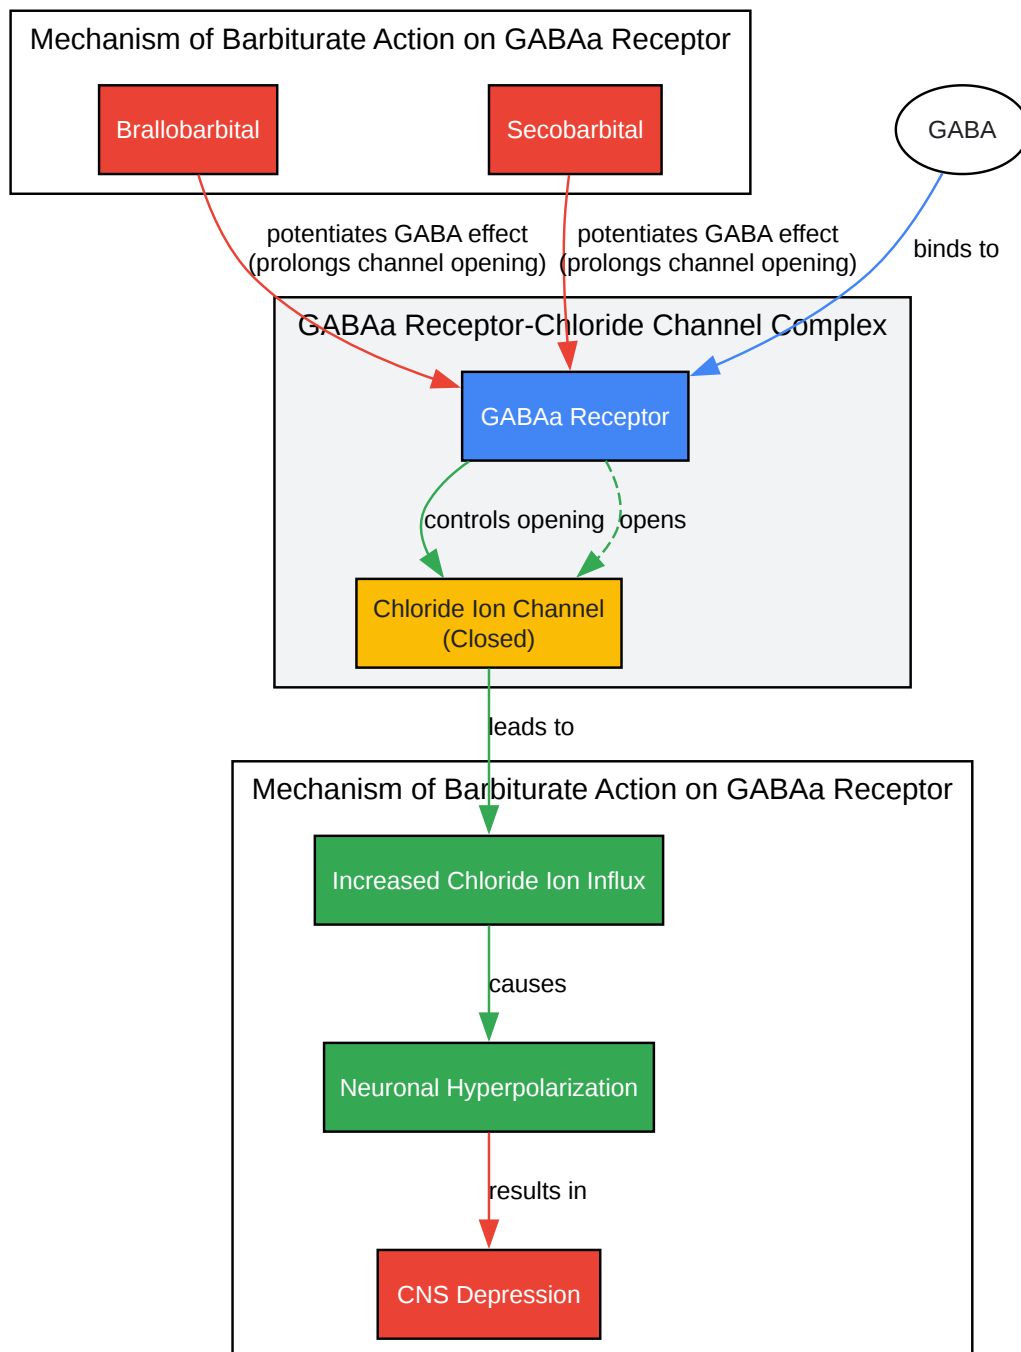 Mechanism of Barbiturate Action on GABAa Receptor
Brallobarbital
Secobarbital
GABA
potentiates GABA effect
(prolongs channel opening)
potentiates GABA effect
(prolongs channel opening)
binds to
GABAa Receptor-Chloride Channel Complex
GABAa Receptor
controls opening
opens
Chloride Ion Channel
(Closed)
leads to
Mechanism of Barbiturate Action on GABAa Receptor
Increased Chloride Ion Influx
causes
Neuronal Hyperpolarization
results in
CNS Depression